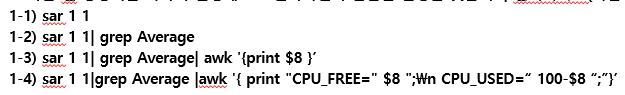 1-1) sar 1 1
1-2) sar 1 1| grep Average
1-3) sar 1 1| grep Average| awk '{print $8 }’
1-4) sar 1 1|grep Average |awk '{ print "CPU_FREE=" $8 ";₩n CPU_USED=“ 100-$8 “;”}’